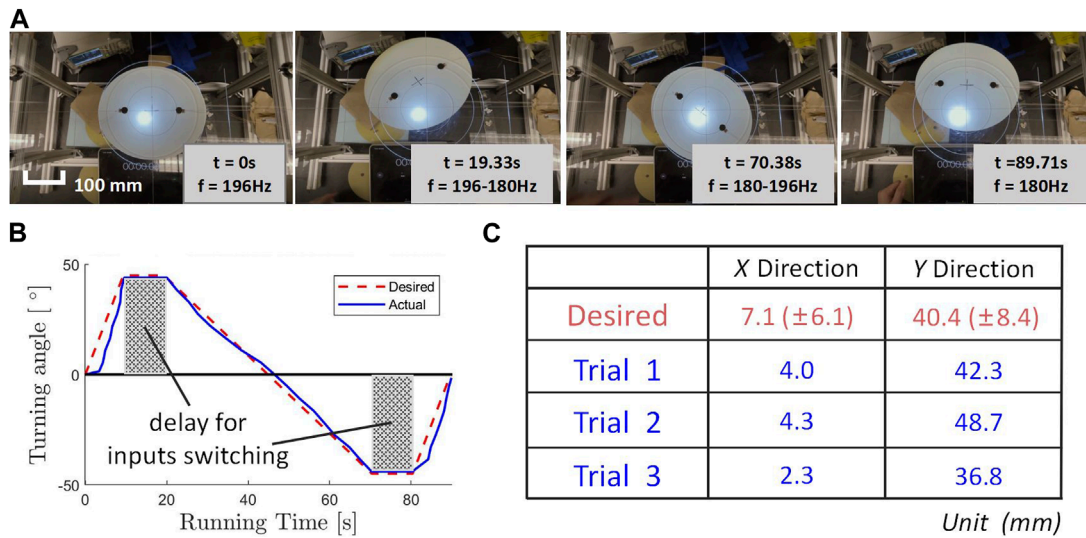 A
t = 0s
f = 196Hz
100 mm
t = 19.33s
f = 196-180Hz
t = 70.38s
f = 180-196Hz
t =89.71s
f = 180Hz
B
Turning angle [ ° ]
50
0
-50
Desired
Actual
delay for
inputs switching
0
20
40
60
80
Running Time [s]
C
X Direction
Y Direction
Desired
7.1 (±6.1)
40.4 (±8.4)
Trial 1
4.0
42.3
Trial 2
4.3
48.7
Trial 3
2.3
36.8
Unit (mm)